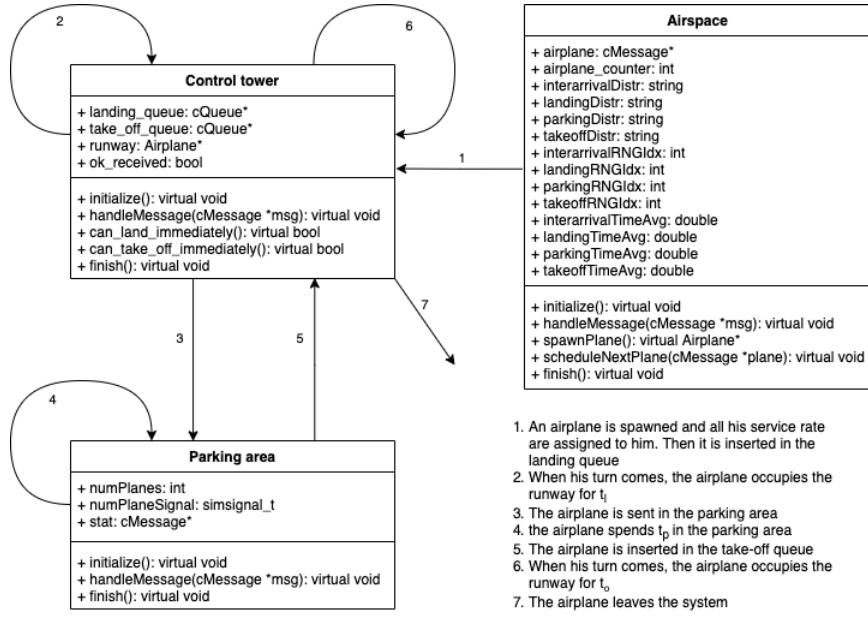 2
6
Control tower
+ landing_queue: cQueue*
+ take_off_queue: cQueue*
+ runway: Airplane*
+ ok_received: bool
+ initialize(): virtual void
+ handleMessage(cMessage *msg): virtual void
+ can_land_immediately(): virtual bool
+ can_take_off_immediately(): virtual bool
+ finish(): virtual void
1
Airspace
+ airplane: cMessage*
+ airplane_counter: int
+ interarrivalDistr: string
+ landingDistr: string
+ parkingDistr: string
+ takeoffDistr: string
+ interarrivalRNGIdx: int
+ landingRNGIdx: int
+ parkingRNGIdx: int
+ takeoffRNGIdx: int
+ interarrivalTimeAvg: double
+ landingTimeAvg: double
+ parkingTimeAvg: double
+ takeoffTimeAvg: double
+ initialize(): virtual void
+ handleMessage(cMessage *msg): virtual void
+ spawnPlane(): virtual Airplane*
+ scheduleNextPlane(cMessage *plane): virtual void
+ finish(): virtual void
3
5
7
4
Parking area
+ numPlanes: int
+ numPlaneSignal: simsignal_t
+ stat: cMessage*
+ initialize(): virtual void
+ handleMessage(cMessage *msg): virtual void
+ finish(): virtual void
1. An airplane is spawned and all his service rate
are assigned to him. Then it is inserted in the
landing queue
2. When his turn comes, the airplane occupies the
runway for tl
3. The airplane is sent in the parking area
4. the airplane spends tp in the parking area
5. The airplane is inserted in the take-off queue
6. When his turn comes, the airplane occupies the
runway for to
7. The airplane leaves the system